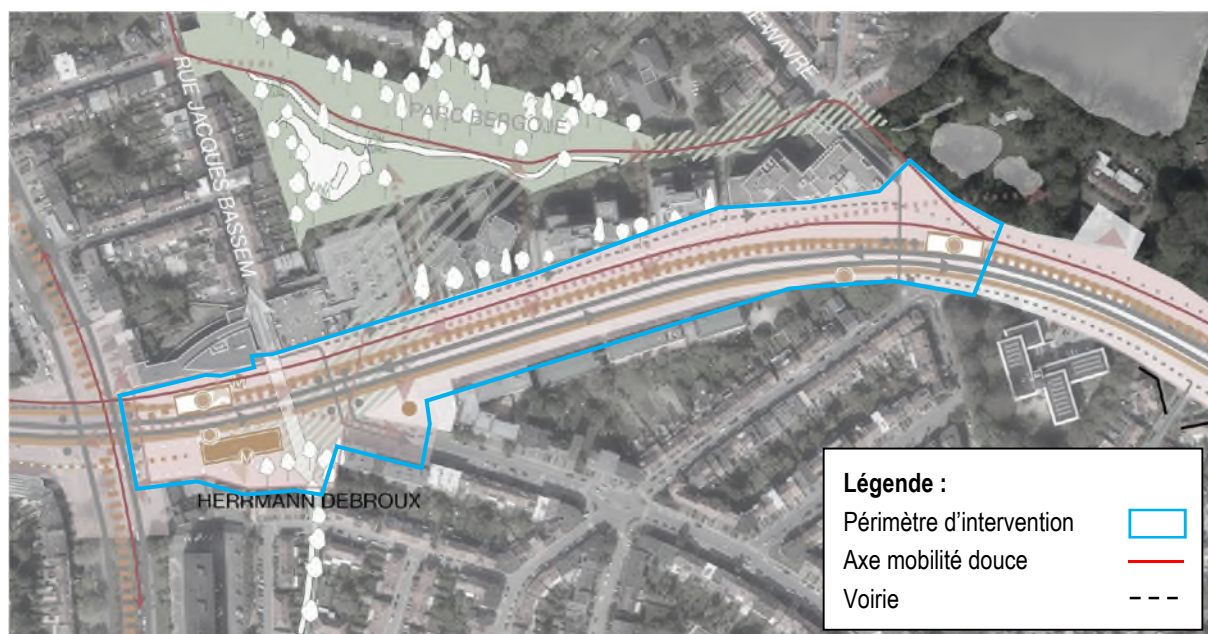 E-WAVRE
RUE JACQUES BASSEM
PARC BERGOJE
M
M
HERRMANN DEBROUX
Légende :
Périmètre d'intervention
Axe mobilité douce
Voirie